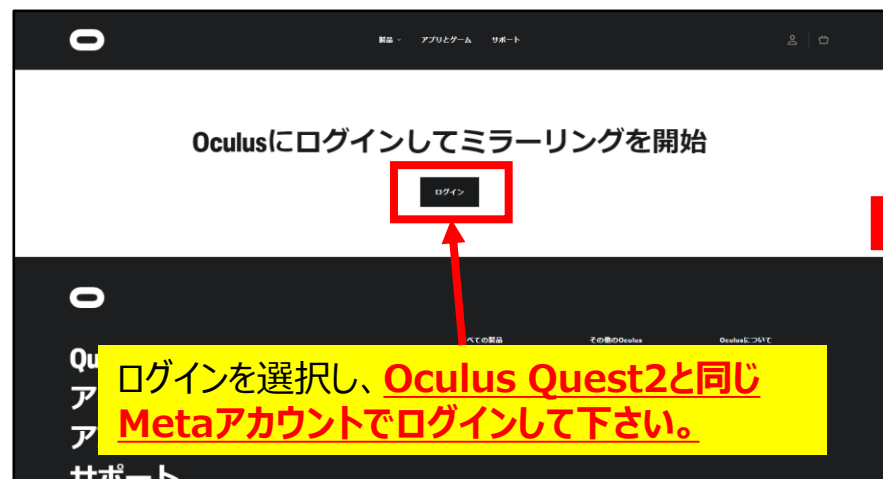 製品 アプリとゲーム サポート
Oculusにログインしてミラーリングを開始
ログイン
べての製品 その他のOculus Oculusについて
Qu
ア
ア
サポート
ログインを選択し、Oculus Quest2と同じ
Metaアカウントでログインして下さい。